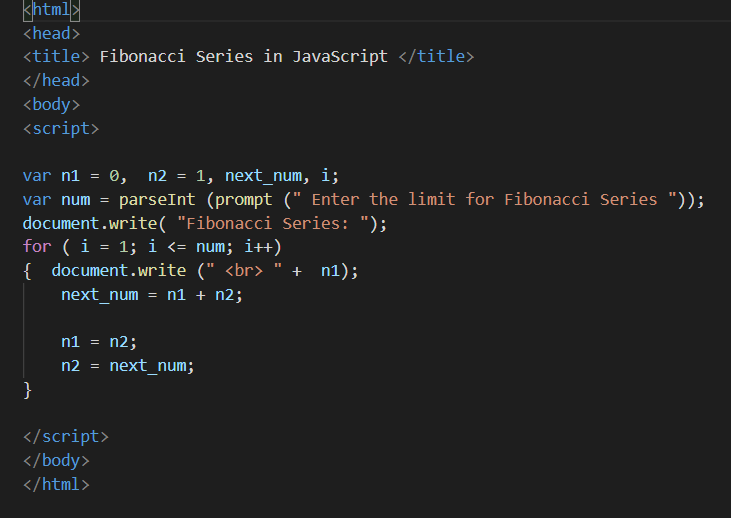 <html>
<head>
<title> Fibonacci Series in JavaScript </title>
</head>
<body>
<script>
var n1 = 0,  n2 = 1, next_num, i;
var num = parseInt (prompt (" Enter the limit for Fibonacci Series "));
document.write( "Fibonacci Series: ");
for ( i = 1; i <= num; i++)
{  document.write (" <br> " +  n1);
    next_num = n1 + n2;
    n1 = n2;
    n2 = next_num;
}
</script>
</body>
</html>